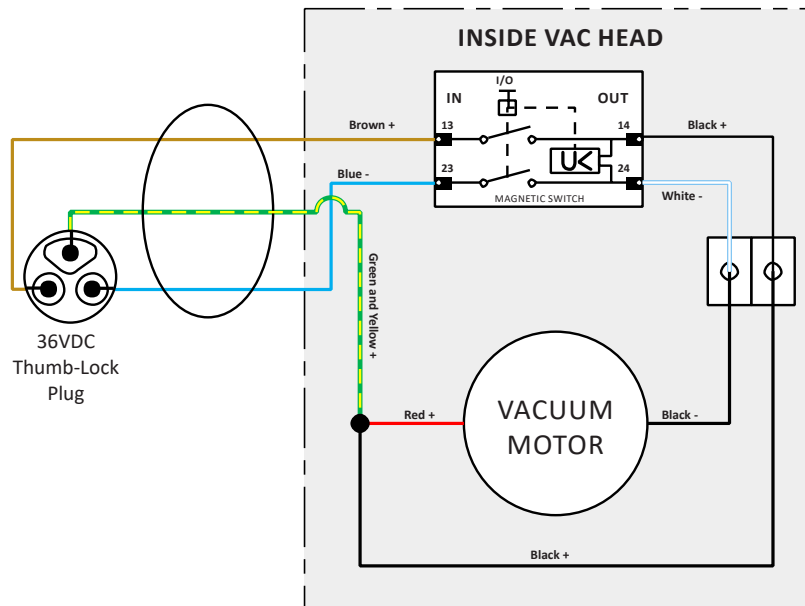 INSIDE VAC HEAD
I/O
IN
OUT
13
14
Brown +
Black +
U<
23
24
Blue -
MAGNETIC SWITCH
White -
Green and Yellow +
36VDC
Thumb-Lock
Plug
VACUUM
MOTOR
Red +
Black -
Black +